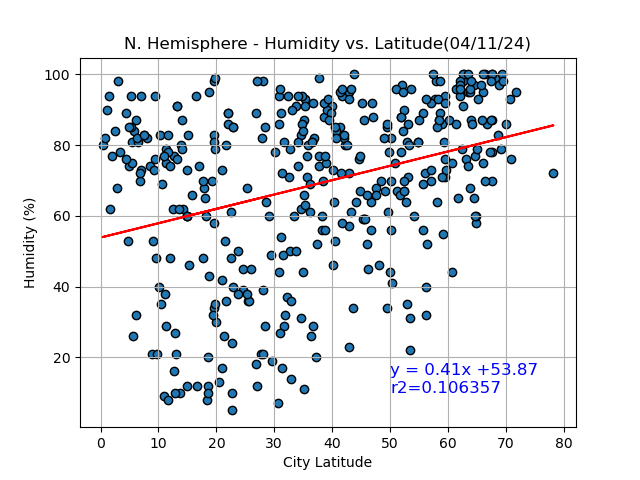 N. Hemisphere - Humidity vs. Latitude(04/11/24)
100
80
60
40
20
Humidity (%)
y = 0.41x +53.87
r2=0.106357
0 10 20 30 40 50 60 70 80
City Latitude